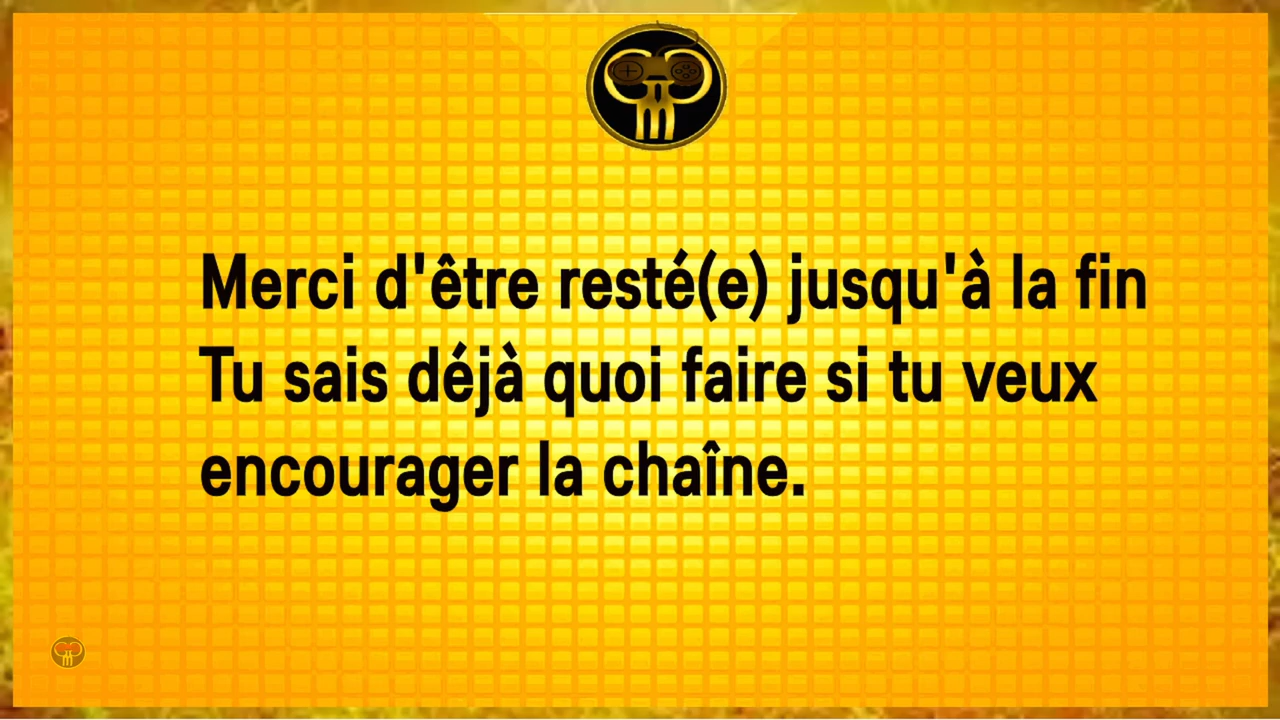 Merci d'être resté(e) jusqu'à la fin
Tu sais déjà quoi faire si tu veux
encourager la chaîne.